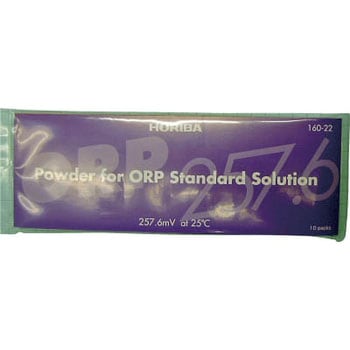 HORIBA
160-22
ORP 257.6
Powder for ORP Standard Solution
257.6mV at 25℃
10 packs